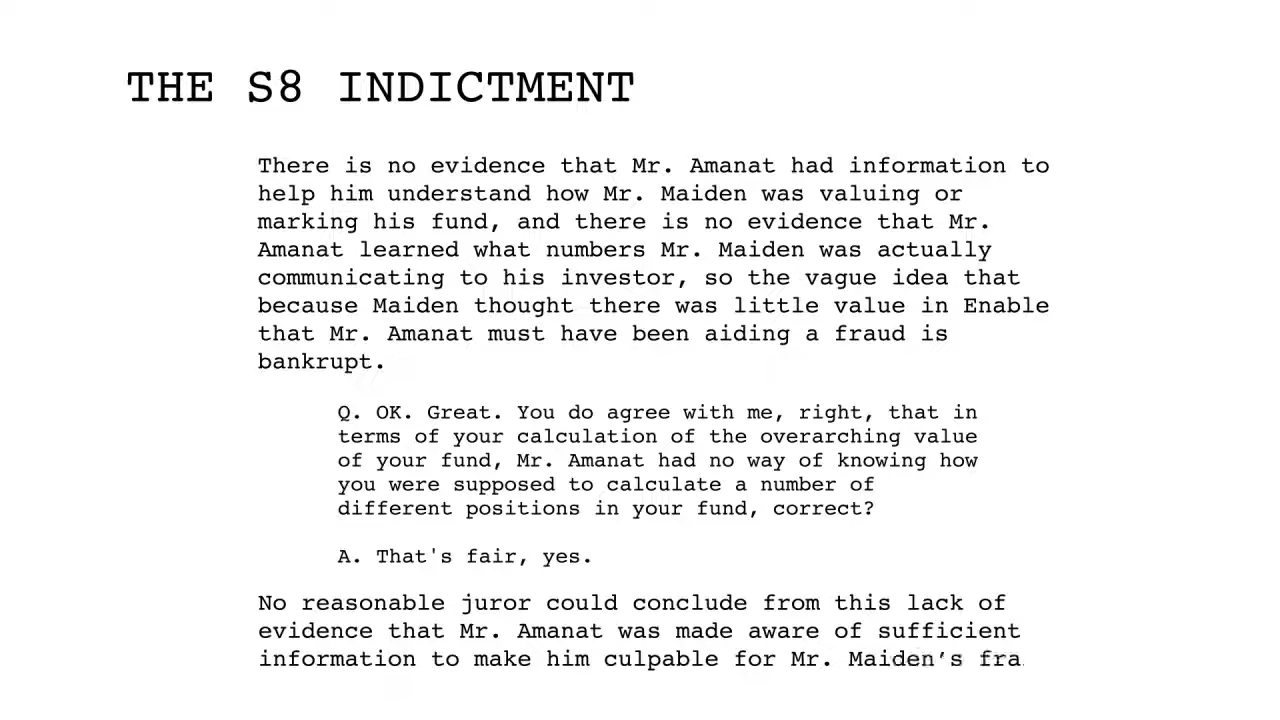 THE S8 INDICTMENT
There is no evidence that Mr. Amanat had information to
help him understand how Mr. Maiden was valuing or
marking his fund, and there is no evidence that Mr.
Amanat learned what numbers Mr. Maiden was actually
communicating to his investor, so the vague idea that
because Maiden thought there was little value in Enable
that Mr. Amanat must have been aiding a fraud is
bankrupt.
Q. OK. Great. You do agree with me, right, that in
terms of your calculation of the overarching value
of your fund, Mr. Amanat had no way of knowing how
you were supposed to calculate a number of
different positions in your fund, correct?
A. That's fair, yes.
No reasonable juror could conclude from this lack of
evidence that Mr. Amanat was made aware of sufficient
information to make him culpable for Mr. Maiden’s fra